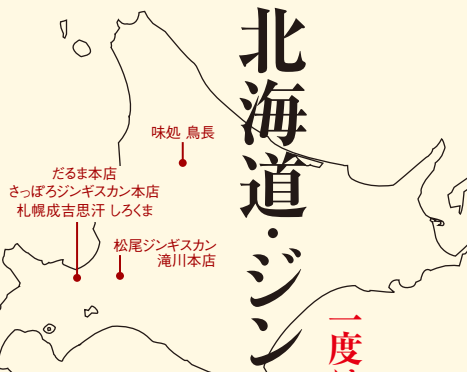 北海道・ジン
一度
味処 鳥長
だるま本店
さっぽろジンギスカン本店
札幌成吉思汗 しろくま
松尾ジンギスカン
滝川本店